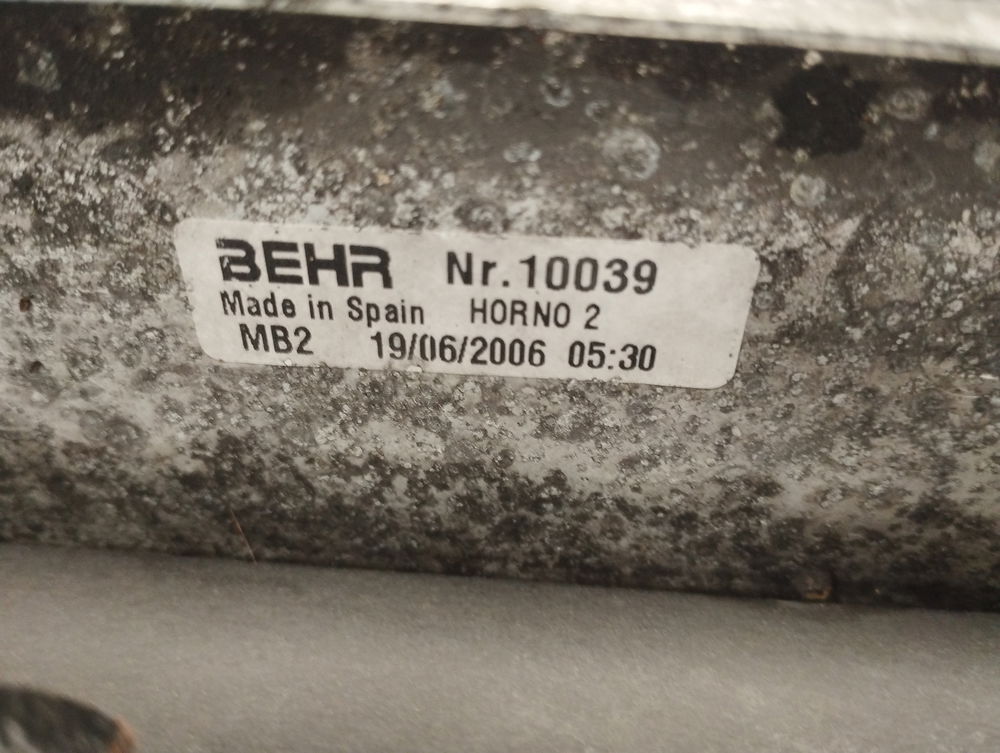 BEHR Nr.10039
Made in Spain HORNO 2
MB2 19/06/2006 05:30